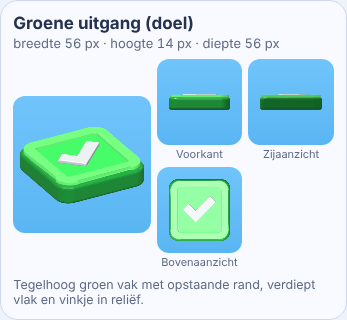 Groene uitgang (doel)
breedte 56 px · hoogte 14 px · diepte 56 px
Voorkant
Zijaanzicht
Bovenaanzicht
Tegelhoog groen vak met opstaande rand, verdiept
vlak en vinkje in reliëf.